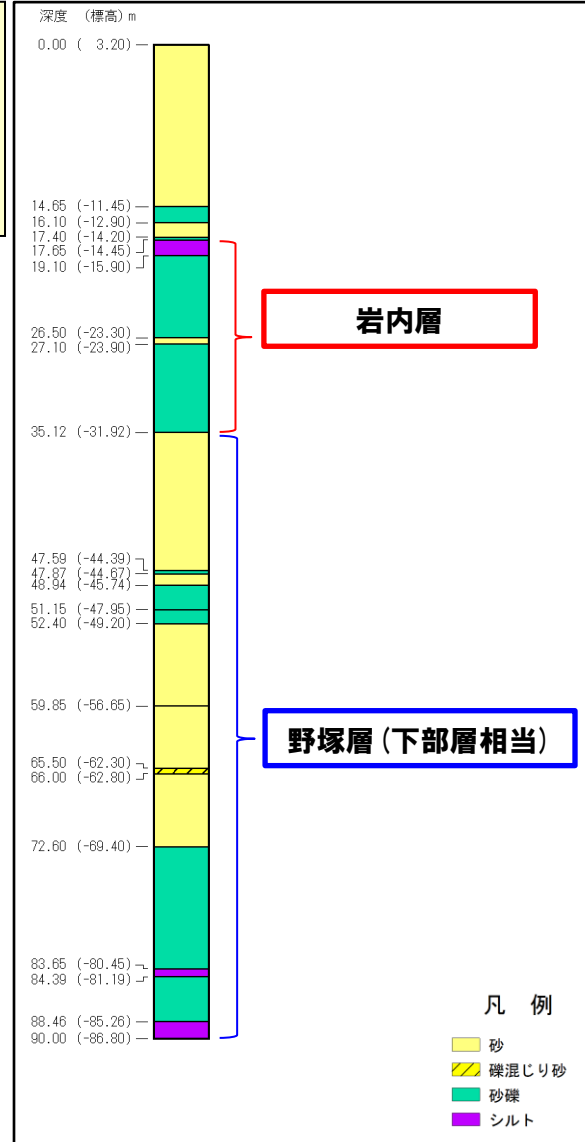 深度 (標高) m
0.00 ( 3.20)
14.65 (-11.45)
16.10 (-12.90)
17.40 (-14.20)
17.65 (-14.45)
19.10 (-15.90)
26.50 (-23.30)
27.10 (-23.90)
35.12 (-31.92)
47.59 (-44.39)
47.87 (-44.67)
48.94 (-45.74)
51.15 (-47.95)
52.40 (-49.20)
59.85 (-56.65)
65.50 (-62.30)
66.00 (-62.80)
72.60 (-69.40)
83.65 (-80.45)
84.39 (-81.19)
88.46 (-85.26)
90.00 (-86.80)
岩内層
野塚層(下部層相当)
凡 例
砂
礫混じり砂
砂礫
シルト